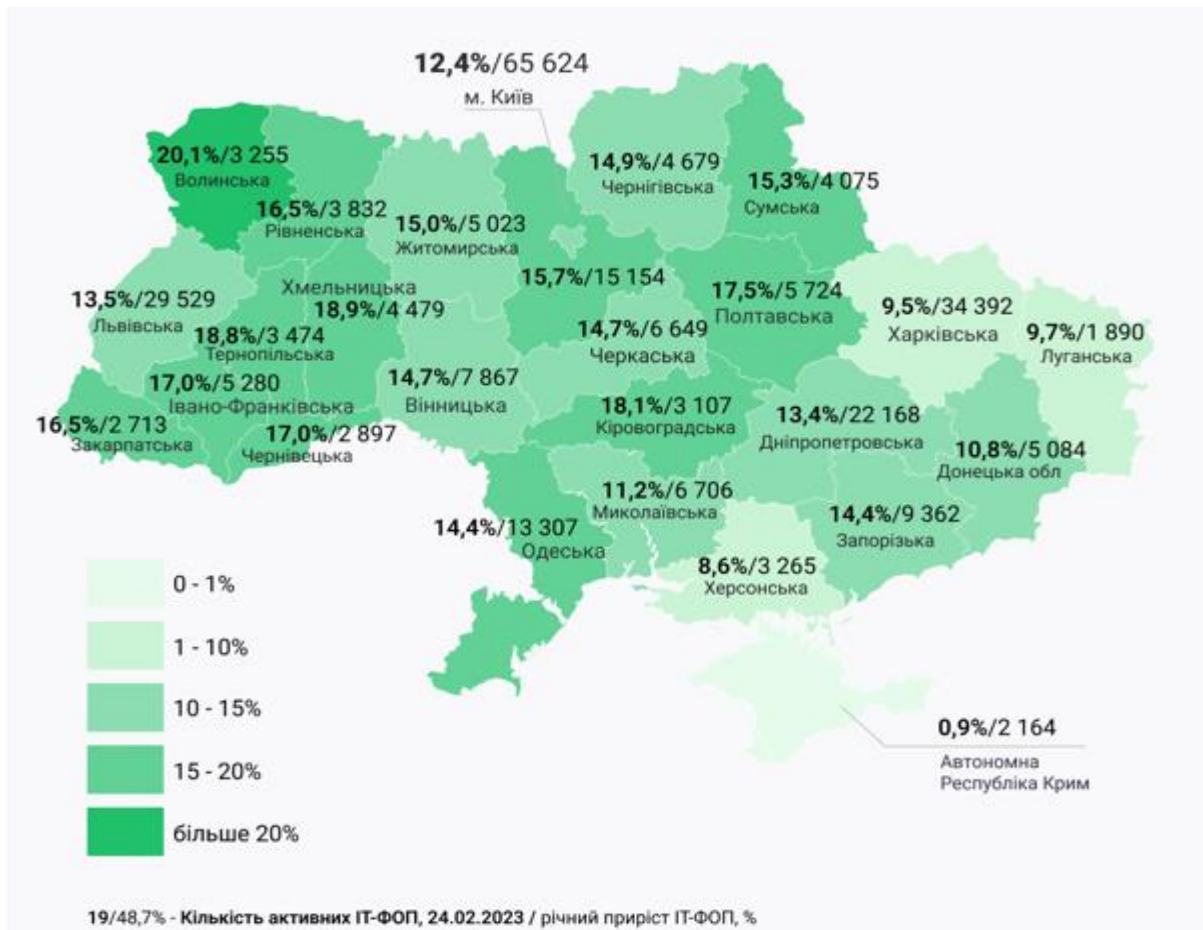 12,4%/65 624
м. Київ
20,1%/3 255
Волинська
14,9%/4 679
Чернігівська
15,3%/4 075
Сумська
16,5%/3 832
Рівненська
15,0%/5 023
Житомирська
15,7%/15 154
17,5%/5 724
Полтавська
9,5%/34 392
Харківська
9,7%/1 890
Луганська
13,5%/29 529
Львівська
Хмельницька
18,9%/4 479
18,8%/3 474
Тернопільська
14,7%/6 649
Черкаська
17,0%/5 280
Івано-Франківська
14,7%/7 867
Вінницька
16,5%/2 713
Закарпатська
17,0%/2 897
Чернівецька
18,1%/3 107
Кіровоградська
13,4%/22 168
Дніпропетровська
10,8%/5 084
Донецька обл
11,2%/6 706
Миколаївська
14,4%/9 362
Запорізька
14,4%/13 307
Одеська
8,6%/3 265
Херсонська
0 - 1%
1 - 10%
10 - 15%
15 - 20%
більше 20%
0,9%/2 164
Автономна
Республіка Крим
19/48,7% - Кількість активних ІТ-ФОП, 24.02.2023 / річний приріст ІТ-ФОП, %